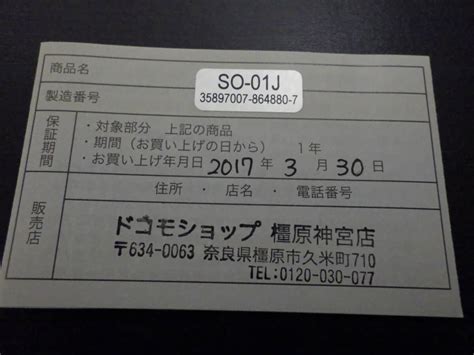 商品名
SO-01J
製造番号
35897007-864880-7
保証期間
・対象部分　上記の商品
・期間（お買い上げの日から）　1年
・お買い上げ年月日 2017 年 3 月 30 日
販売店
住所 ・ 店名 ・ 電話番号
ドコモショップ 橿原神宮店
〒634-0063 奈良県橿原市久米町710
TEL:0120-030-077